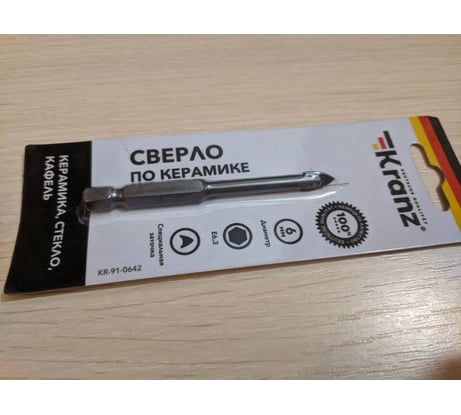 Kranz®
СВЕРЛО
ПО КЕРАМИКЕ
КЕРАМИКА, СТЕКЛО,
КАФЕЛЬ
Специальная
заточка
E6.3
Диаметр
6
мм
100%
KR-91-0642